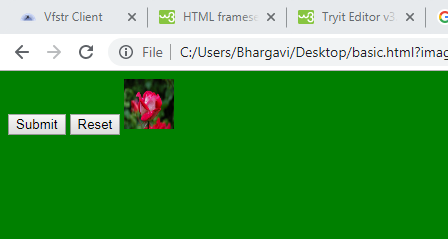 Vfstr Client
HTML frames
Tryit Editor v3
File
C:/Users/Bhargavi/Desktop/basic.html?imag
Submit Reset